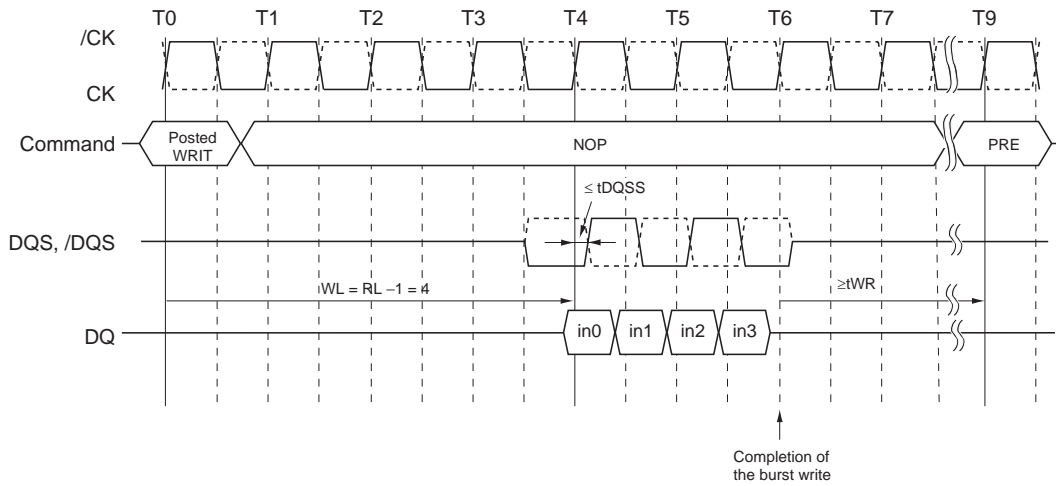 T0 T1 T2 T3 T4 T5 T6 T7 T9
/CK
CK
Command
Posted
WRIT
NOP
PRE
≤ tDQSS
DQS, /DQS
WL = RL −1 = 4
≥tWR
DQ
in0 in1 in2 in3
Completion of
the burst write